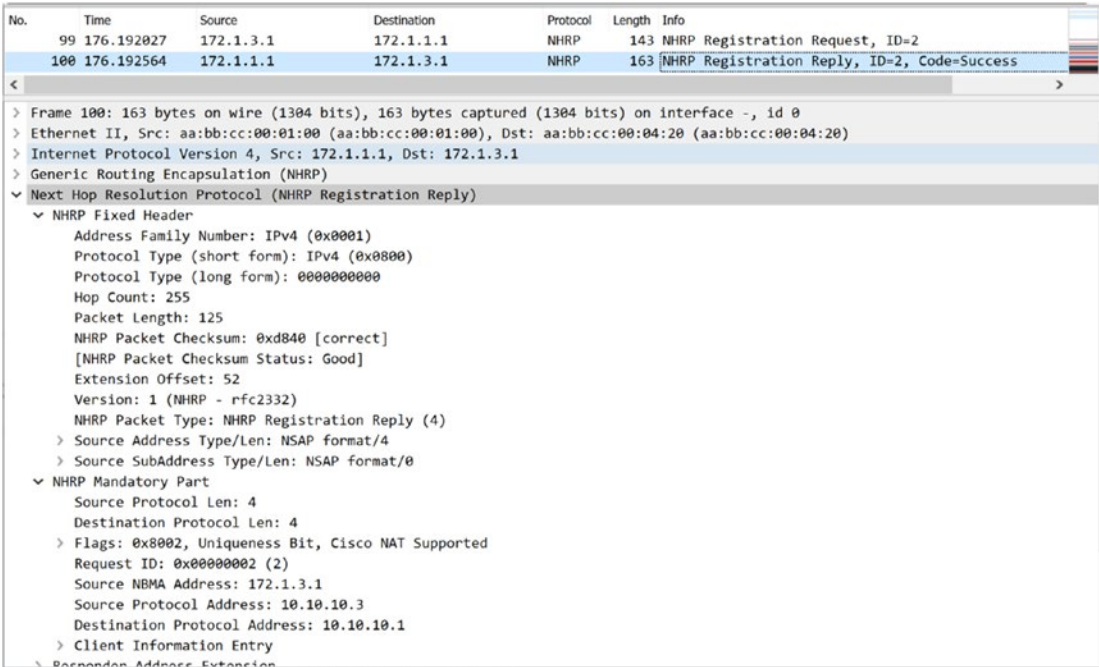 No. Time Source Destination Protocol Length Info
99 176.192027 172.1.3.1 172.1.1.1 NHRP 143 NHRP Registration Request, ID=2
100 176.192564 172.1.1.1 172.1.3.1 NHRP 163 NHRP Registration Reply, ID=2, Code=Success
Frame 100: 163 bytes on wire (1304 bits), 163 bytes captured (1304 bits) on interface -, id 0
Ethernet II, Src: aa:bb:cc:00:01:00 (aa:bb:cc:00:01:00), Dst: aa:bb:cc:00:04:20 (aa:bb:cc:00:04:20)
Internet Protocol Version 4, Src: 172.1.1.1, Dst: 172.1.3.1
Generic Routing Encapsulation (NHRP)
Next Hop Resolution Protocol (NHRP Registration Reply)
NHRP Fixed Header
Address Family Number: IPv4 (0x0001)
Protocol Type (short form): IPv4 (0x0800)
Protocol Type (long form): 0000000000
Hop Count: 255
Packet Length: 125
NHRP Packet Checksum: 0xd840 [correct]
[NHRP Packet Checksum Status: Good]
Extension Offset: 52
Version: 1 (NHRP - rfc2332)
NHRP Packet Type: NHRP Registration Reply (4)
Source Address Type/Len: NSAP format/4
Source SubAddress Type/Len: NSAP format/0
NHRP Mandatory Part
Source Protocol Len: 4
Destination Protocol Len: 4
Flags: 0x8002, Uniqueness Bit, Cisco NAT Supported
Request ID: 0x00000002 (2)
Source NBMA Address: 172.1.3.1
Source Protocol Address: 10.10.10.3
Destination Protocol Address: 10.10.10.1
Client Information Entry
Responder Address Extension